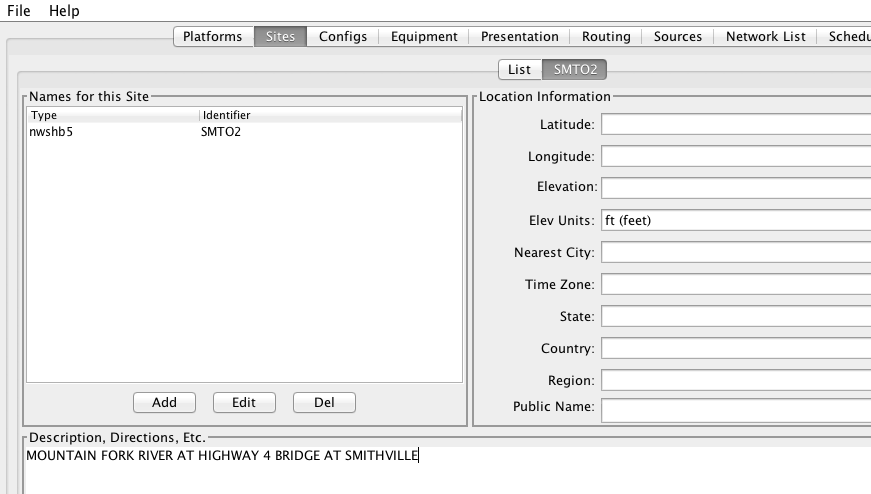 File Help
Platforms Sites Configs Equipment Presentation Routing Sources Network List Schedu
List SMTO2
Names for this Site
Type Identifier
nwshb5 SMTO2
Add Edit Del
Location Information
Latitude:
Longitude:
Elevation:
Elev Units: ft (feet)
Nearest City:
Time Zone:
State:
Country:
Region:
Public Name:
Description, Directions, Etc.
MOUNTAIN FORK RIVER AT HIGHWAY 4 BRIDGE AT SMITHVILLE